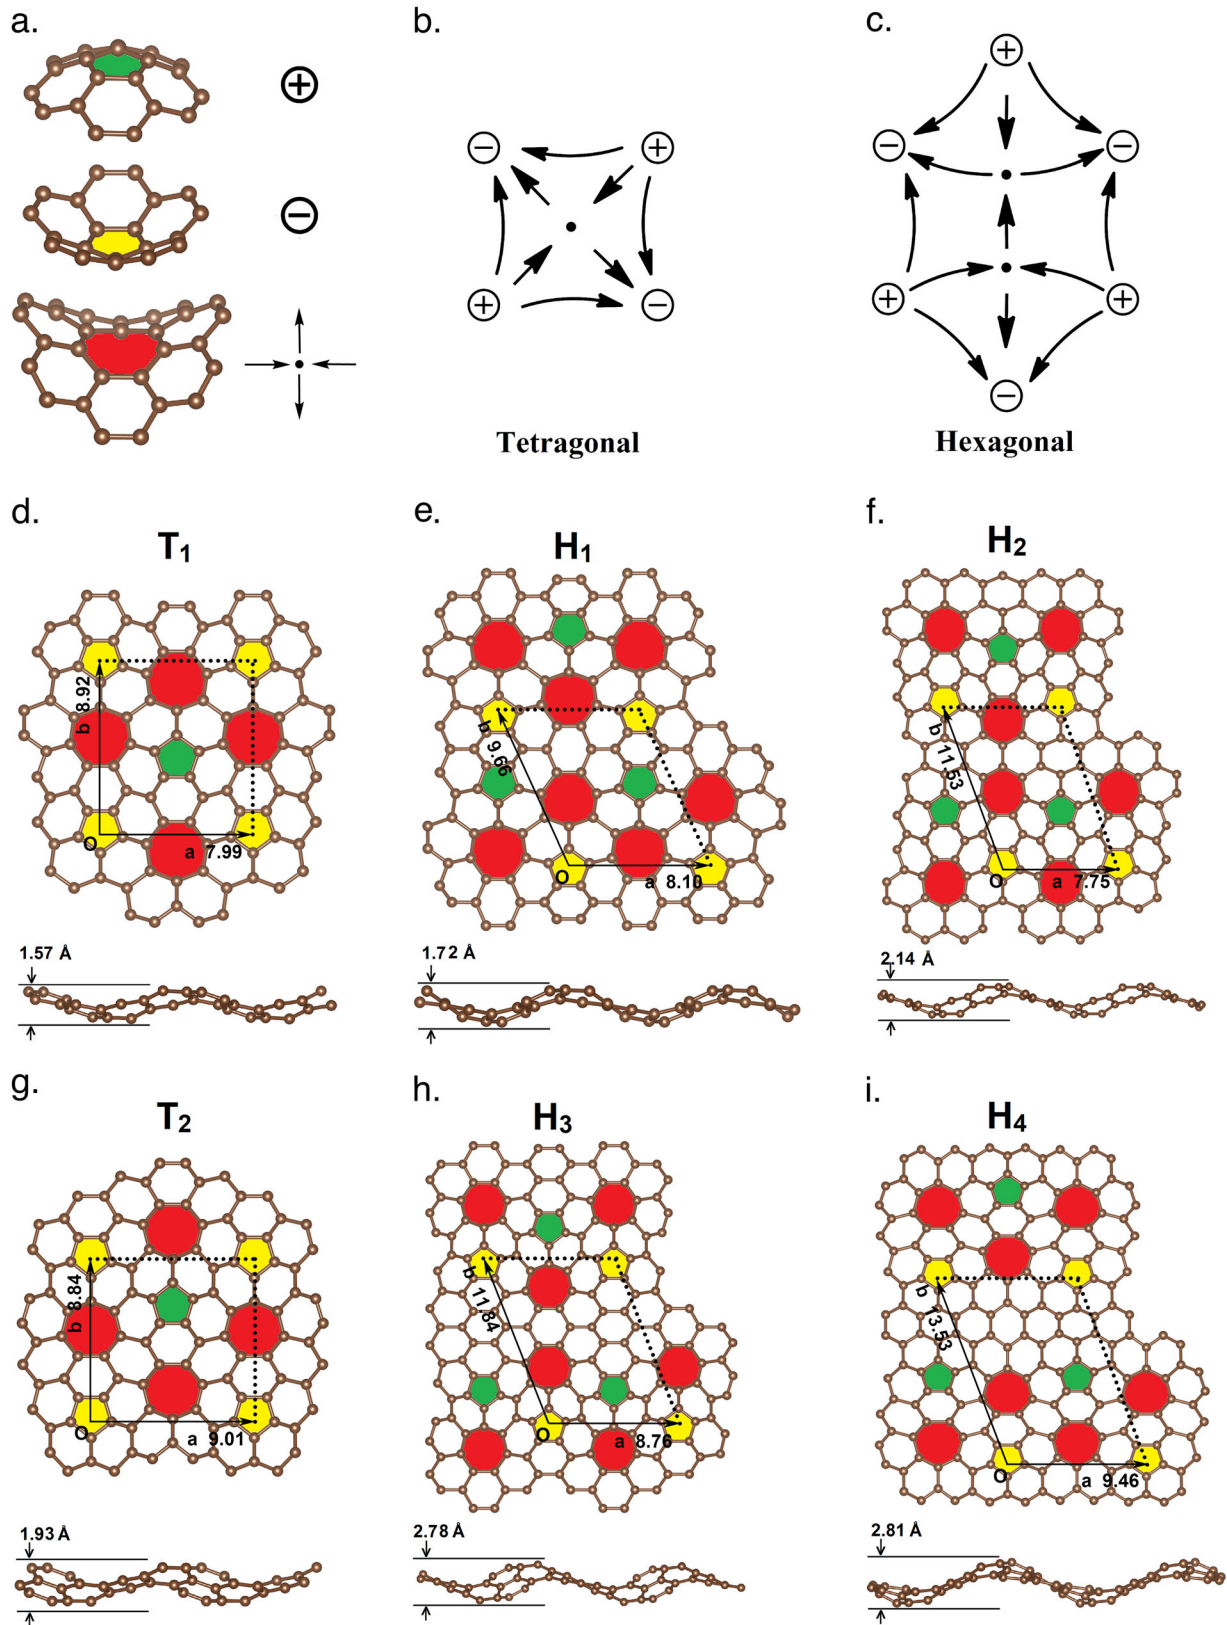 a.
b.
c.
+
−
−
+
+
−
+
−
−
+
+
−
Tetragonal
Hexagonal
d.
e.
f.
T1
H1
H2
b 8.92
O
a 7.99
b 9.66
O
a 8.10
b 11.53
O
a 7.75
1.57 Å
1.72 Å
2.14 Å
g.
h.
i.
T2
H3
H4
b 8.84
O
a 9.01
b 11.84
O
a 8.76
b 13.53
O
a 9.46
1.93 Å
2.78 Å
2.81 Å